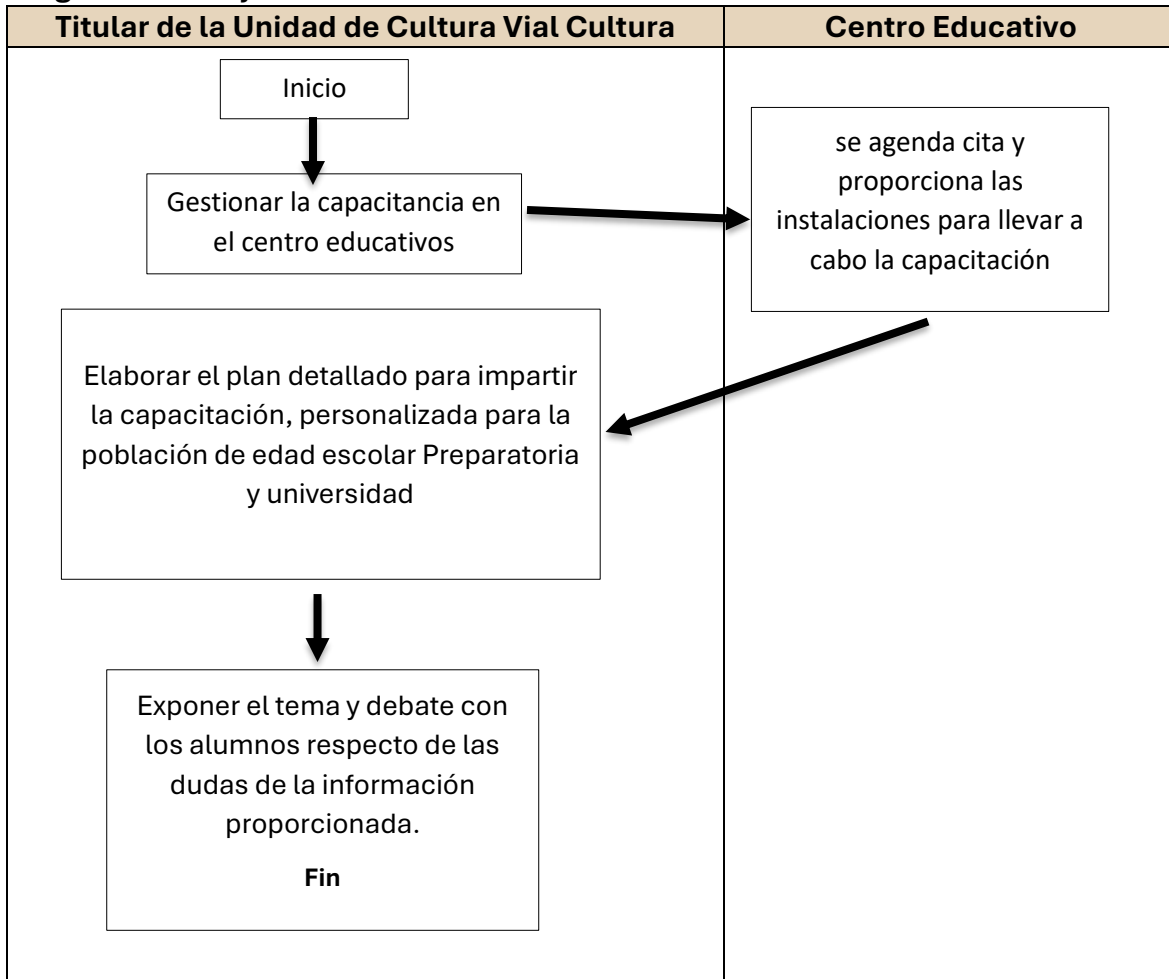 Titular de la Unidad de Cultura Vial Cultura
Centro Educativo
Inicio
Gestionar la capacitancia en
el centro educativos
se agenda cita y
proporciona las
instalaciones para llevar a
cabo la capacitación
Elaborar el plan detallado para impartir
la capacitación, personalizada para la
población de edad escolar Preparatoria
y universidad
Exponer el tema y debate con
los alumnos respecto de las
dudas de la información
proporcionada.
Fin